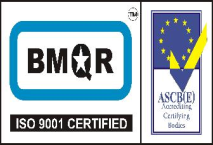 TM
BMQR
ISO 9001 CERTIFIED
ASCB(E)
Accrediting
Certifying
Bodies